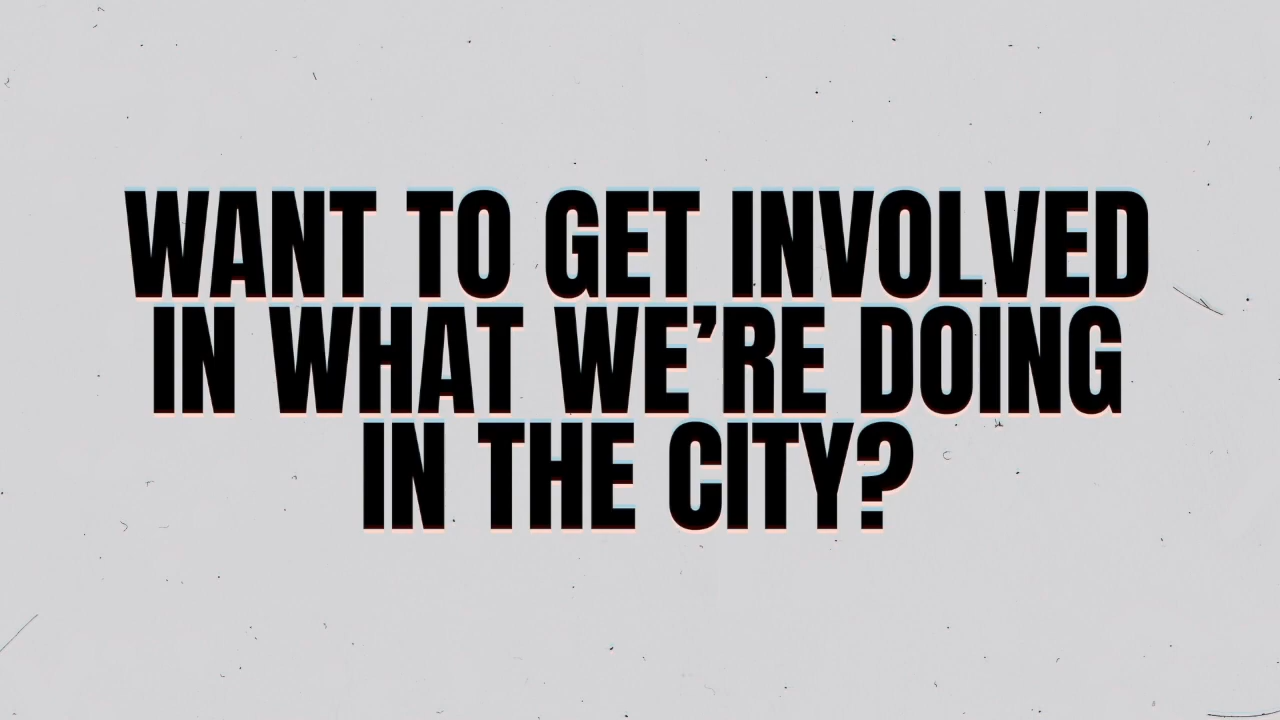 WANT TO GET INVOLVED
IN WHAT WE’RE DOING
IN THE CITY?